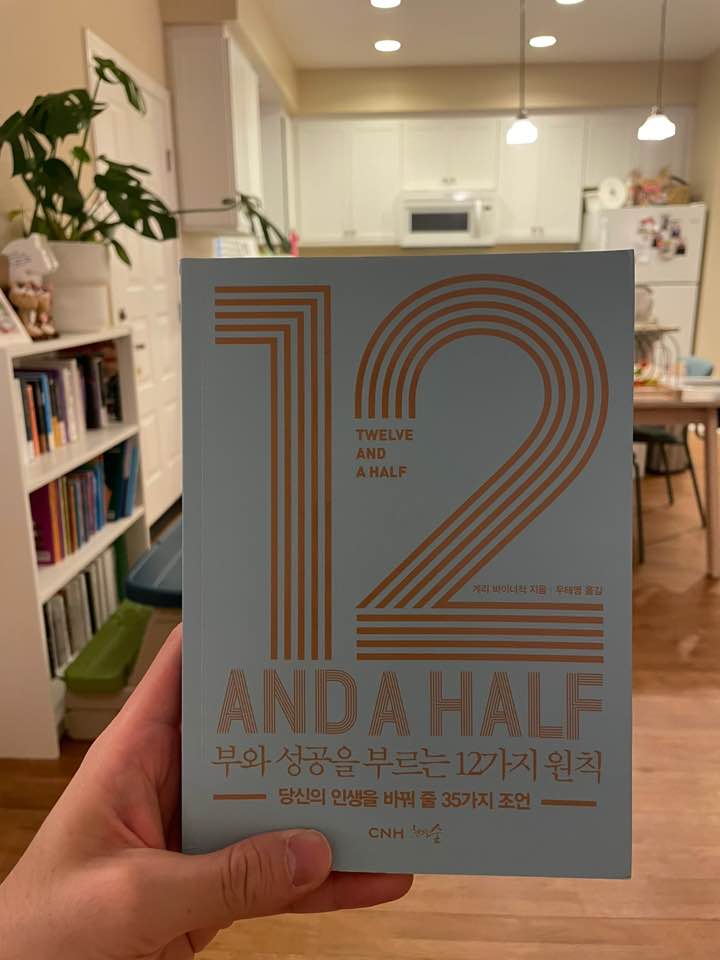 12
TWELVE
AND
A HALF
게리 바이너척 지음 · 우태영 옮김
AND A HALF
부와 성공을 부르는 12가지 원칙
당신의 인생을 바꿔 줄 35가지 조언
CNH